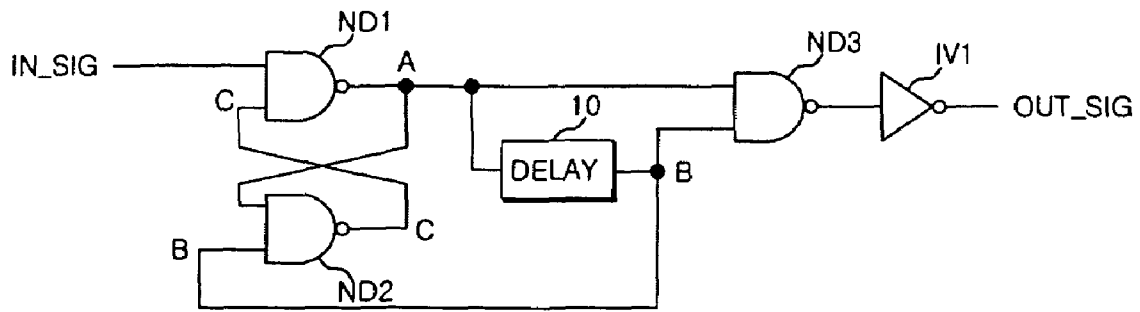 ND1
ND3
IV1
IN_SIG
A
C
10
OUT_SIG
DELAY
B
C
B
ND2